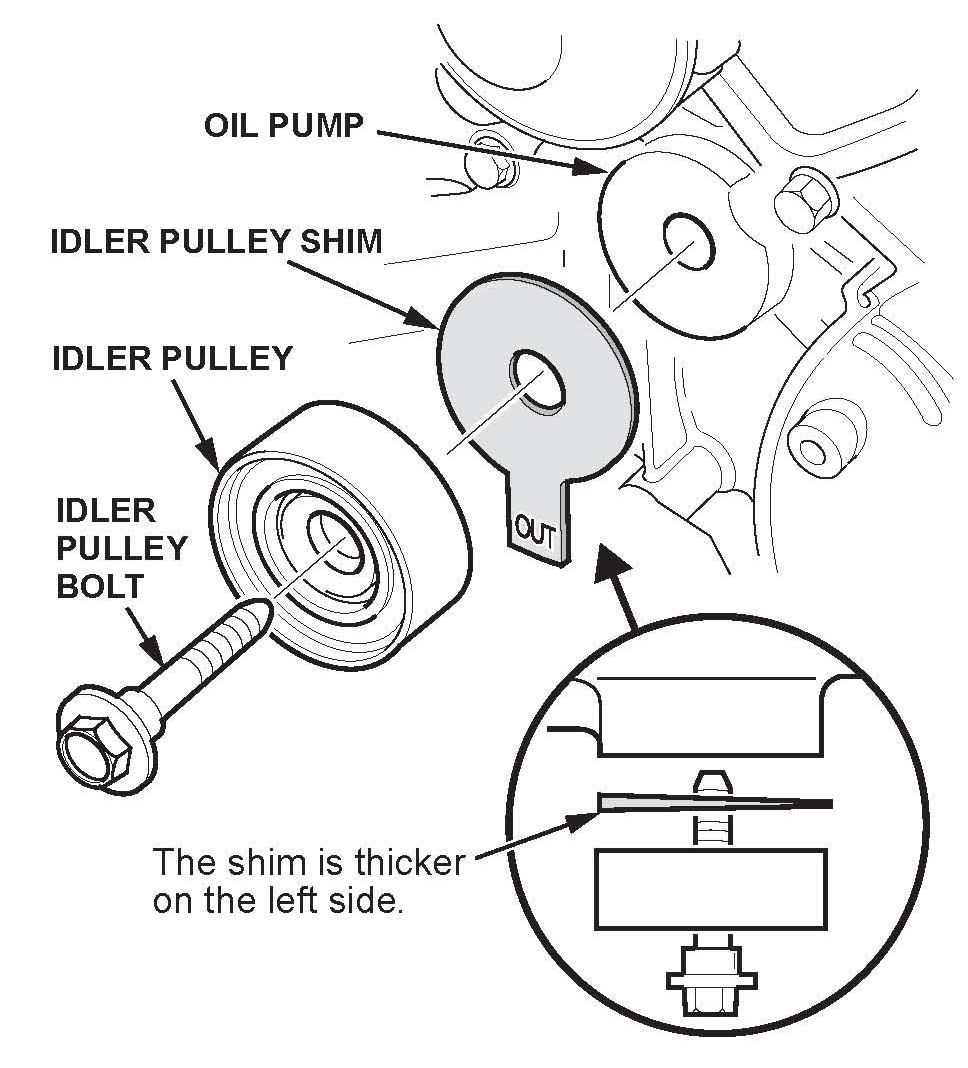 OIL PUMP
IDLER PULLEY SHIM
IDLER PULLEY
IDLER
PULLEY
BOLT
OUT
The shim is thicker
on the left side.